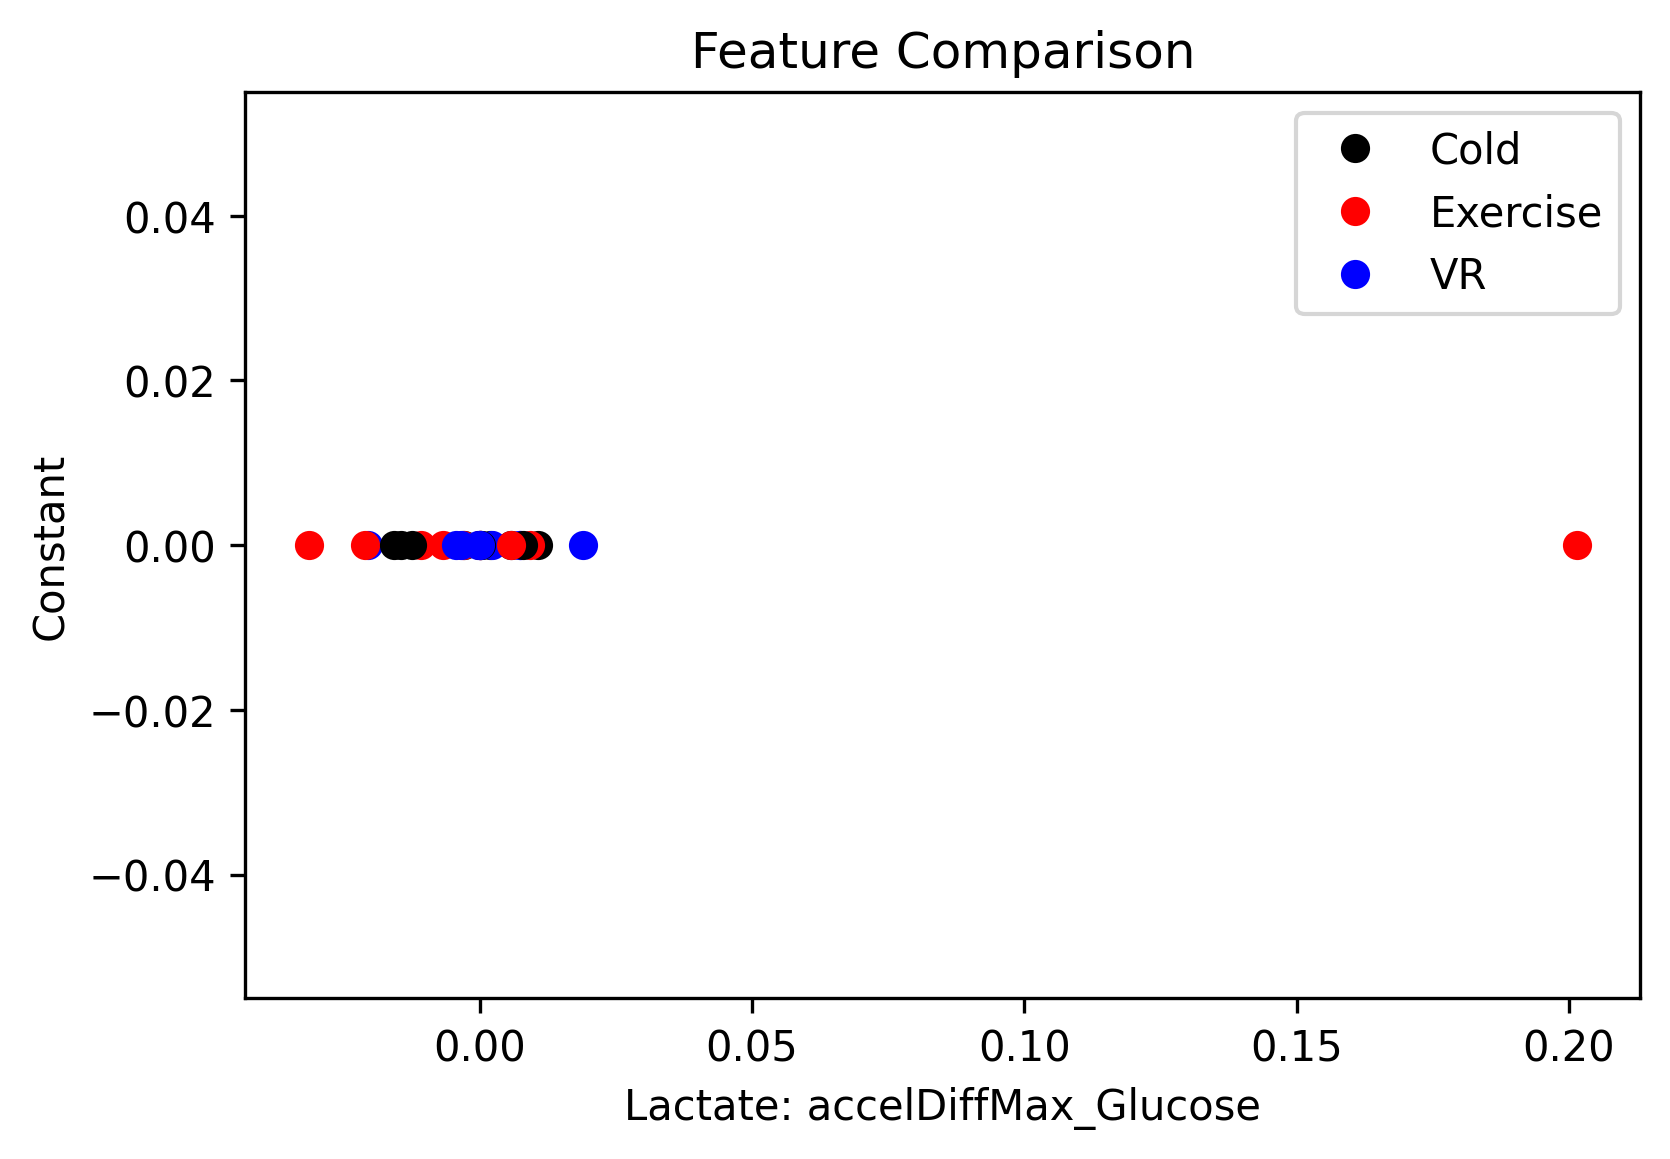 Feature Comparison
Cold
Exercise
VR
0.04
0.02
0.00
−0.02
−0.04
Constant
0.00 0.05 0.10 0.15 0.20
Lactate: accelDiffMax_Glucose